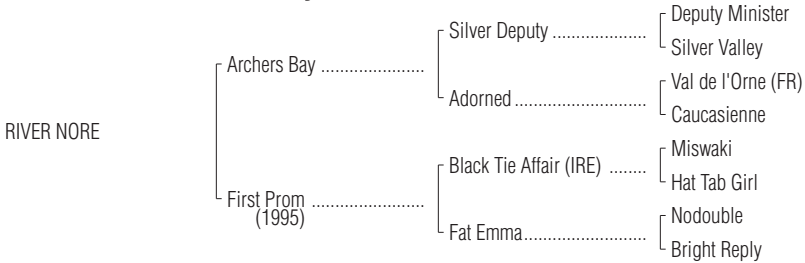 Deputy Minister
Silver Deputy ....................
Silver Valley
Archers Bay ......................
Val de l'Orne (FR)
Adorned............................
Caucasienne
RIVER NORE
Miswaki
Black Tie Affair (IRE) ........
Hat Tab Girl
First Prom ........................
(1995)
Nodouble
Fat Emma..........................
Bright Reply